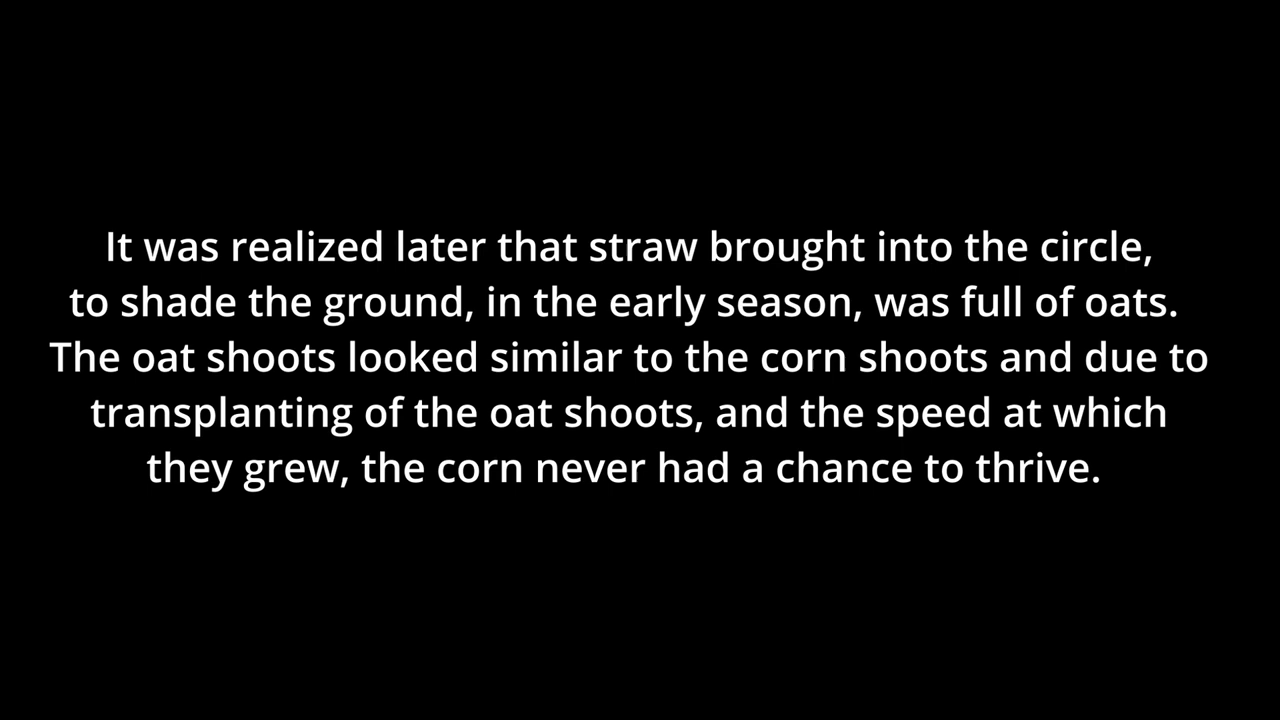 It was realized later that straw brought into the circle,
to shade the ground, in the early season, was full of oats.
The oat shoots looked similar to the corn shoots and due to
transplanting of the oat shoots, and the speed at which
they grew, the corn never had a chance to thrive.